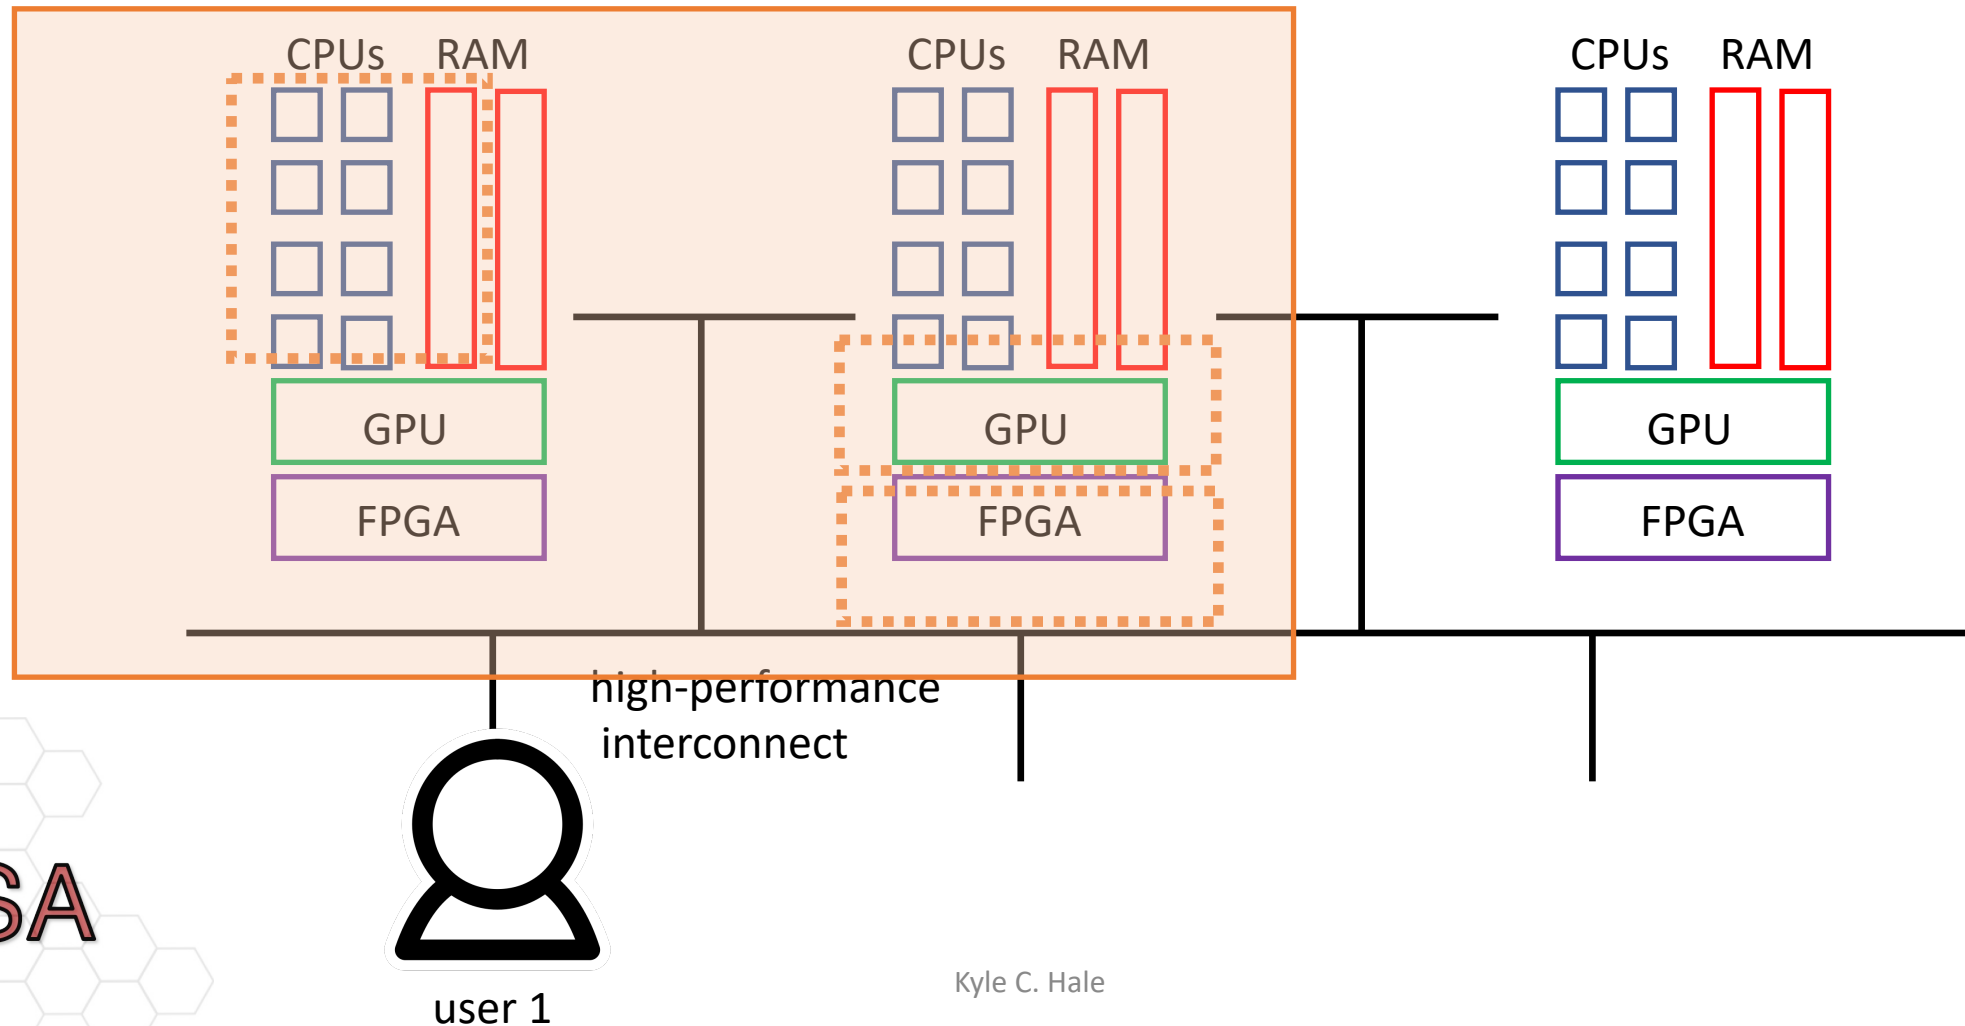 CPUs RAM
CPUs RAM
CPUs RAM
GPU
GPU
GPU
FPGA
FPGA
FPGA
high-performance
interconnect
SA
Kyle C. Hale
user 1